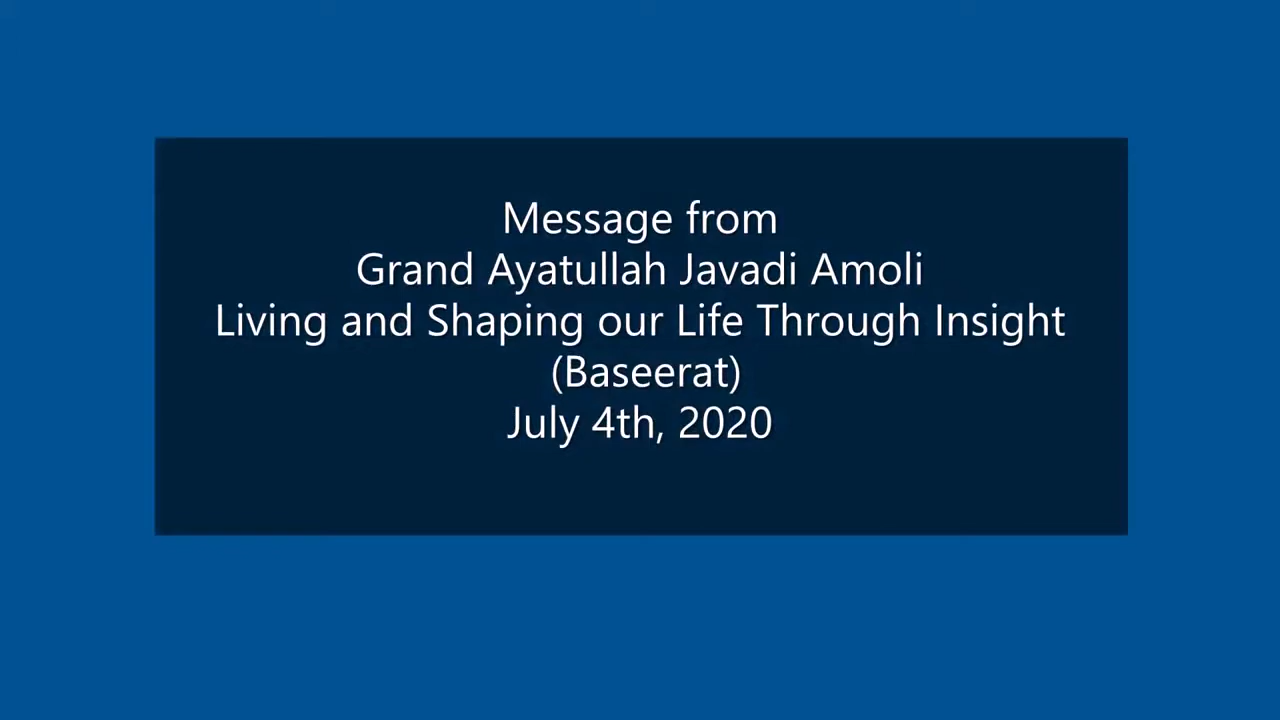 Message from
Grand Ayatullah Javadi Amoli
Living and Shaping our Life Through Insight
(Baseerat)
July 4th, 2020